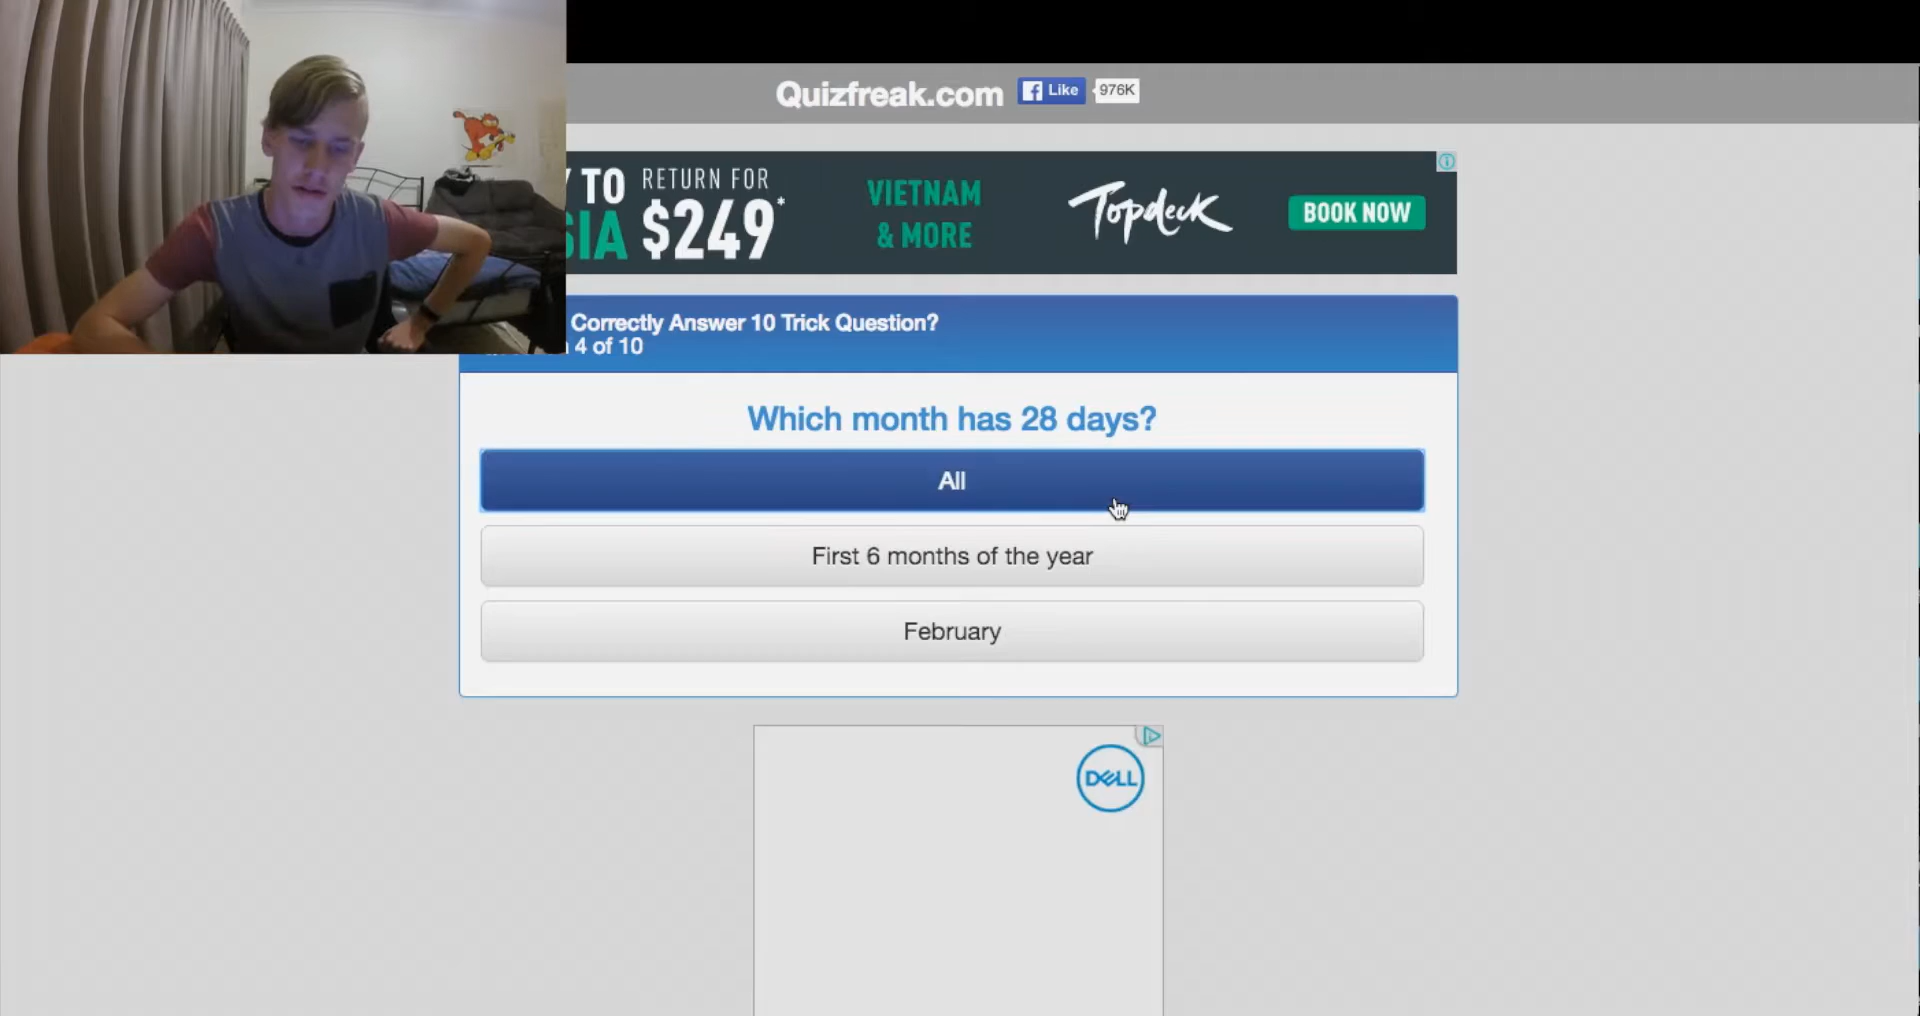 Quizfreak.com
Like
976K
TO
SIA
RETURN FOR
$249*
VIETNAM
& MORE
Topdeck
BOOK NOW
Correctly Answer 10 Trick Question?
4 of 10
Which month has 28 days?
All
First 6 months of the year
February
DELL